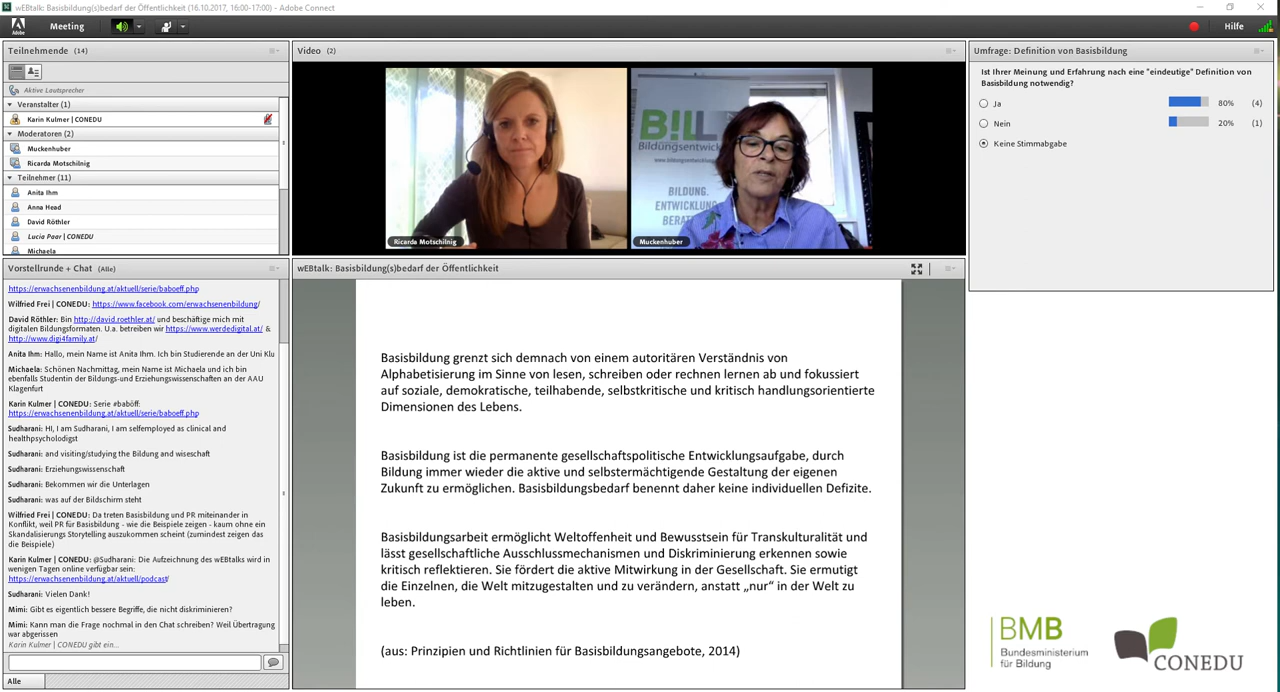 wEBtalk: Basisbildung(s)bedarf der Öffentlichkeit (16.10.2017, 16:00-17:00) - Adobe Connect
Adobe
Meeting
Hilfe
Teilnehmende (14)
Aktive Lautsprecher
Veranstalter (1)
Karin Kulmer | CONEDU
Moderatoren (2)
Muckenhuber
Ricarda Motschilnig
Teilnehmer (11)
Anita Ihm
Anna Head
David Röthler
Lucia Paar | CONEDU
Michaela
Vorstellrunde + Chat (Alle)
https://erwachsenenbildung.at/aktuell/serie/baboeff.php
Wilfried Frei | CONEDU: https://www.facebook.com/erwachsenenbildung/
David Röthler: Bin http://david.roethler.at/ und beschäftige mich mit
digitalen Bildungsformaten. U.a. betreiben wir https://www.werdedigital.at/ &
http://www.digi4family.at/
Anita Ihm: Hallo, mein Name ist Anita Ihm. Ich bin Studierende an der Uni Klu
Michaela: Schönen Nachmittag, mein Name ist Michaela und ich bin
ebenfalls Studentin der Bildungs-und Erziehungswissenschaften an der AAU
Klagenfurt
Karin Kulmer | CONEDU: Serie #baböff:
https://erwachsenenbildung.at/aktuell/serie/baboeff.php
Sudharani: HI, I am Sudharani, I am selfemployed as clinical and
healthpsycholodigst
Sudharani: and visiting/studying the Bildung and wiseschaft
Sudharani: Erziehungswissenschaft
Sudharani: Bekommen wir die Unterlagen
Sudharani: was auf der Bildschirm steht
Wilfried Frei | CONEDU: Da treten Basisbildung und PR miteinander in
Konflikt, weil PR für Basisbildung - wie die Beispiele zeigen - kaum ohne ein
Skandalisierungs Storytelling auszukommen scheint (zumindest zeigen das
die Beispiele)
Karin Kulmer | CONEDU: @Sudharani: Die Aufzeichnung des wEBtalks wird in
wenigen Tagen online verfügbar sein:
https://erwachsenenbildung.at/aktuell/podcast/
Sudharani: Vielen Dank!
Mimi: Gibt es eigentlich bessere Begriffe, die nicht diskriminieren?
Mimi: Kann man die Frage nochmal in den Chat schreiben? Weil Übertragung
war abgerissen
Karin Kulmer | CONEDU gibt ein...
Alle
Video (2)
B!LL
Bildungsentwic
www.bildungsentwickl
BILDUNG.
ENTWICKLUNG
BERAT
Ricarda Motschilnig
Muckenhuber
wEBtalk: Basisbildung(s)bedarf der Öffentlichkeit
Basisbildung grenzt sich demnach von einem autoritären Verständnis von
Alphabetisierung im Sinne von lesen, schreiben oder rechnen lernen ab und fokussiert
auf soziale, demokratische, teilhabende, selbstkritische und kritisch handlungsorientierte
Dimensionen des Lebens.
Basisbildung ist die permanente gesellschaftspolitische Entwicklungsaufgabe, durch
Bildung immer wieder die aktive und selbstermächtigende Gestaltung der eigenen
Zukunft zu ermöglichen. Basisbildungsbedarf benennt daher keine individuellen Defizite.
Basisbildungsarbeit ermöglicht Weltoffenheit und Bewusstsein für Transkulturalität und
lässt gesellschaftliche Ausschlussmechanismen und Diskriminierung erkennen sowie
kritisch reflektieren. Sie fördert die aktive Mitwirkung in der Gesellschaft. Sie ermutigt
die Einzelnen, die Welt mitzugestalten und zu verändern, anstatt „nur“ in der Welt zu
leben.
(aus: Prinzipien und Richtlinien für Basisbildungsangebote, 2014)
Umfrage: Definition von Basisbildung
Ist Ihrer Meinung und Erfahrung nach eine "eindeutige" Definition von
Basisbildung notwendig?
Ja 80% (4)
Nein 20% (1)
Keine Stimmabgabe
BMB
Bundesministerium
für Bildung
CONEDU